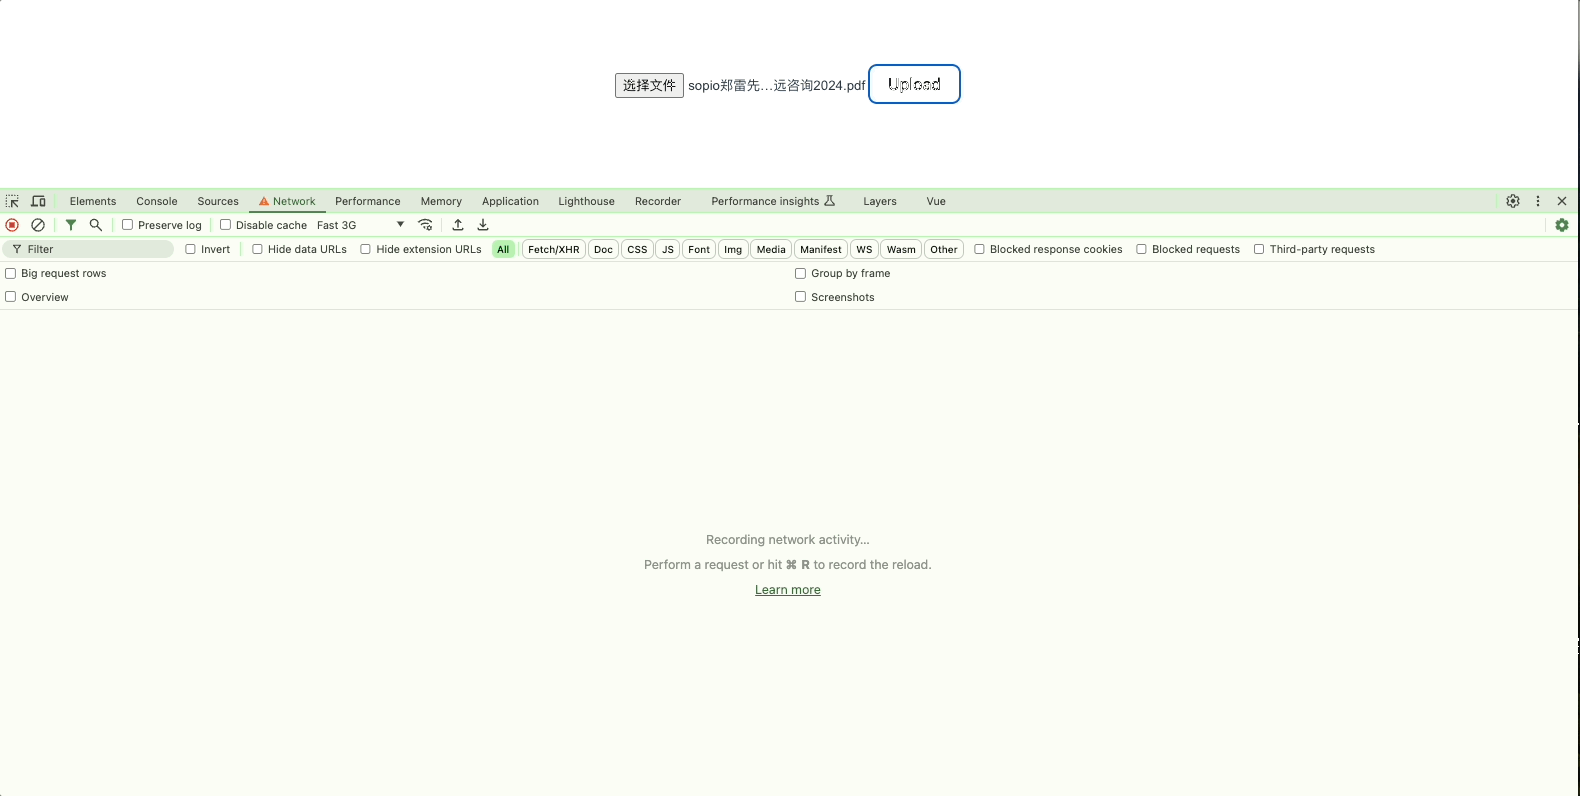 选择文件 sopio郑雷先...远咨询2024.pdf Upload
Elements Console Sources Network Performance Memory Application Lighthouse Recorder Performance insights Layers Vue
Preserve log Disable cache Fast 3G
Filter Invert Hide data URLs Hide extension URLs All Fetch/XHR Doc CSS JS Font Img Media Manifest WS Wasm Other Blocked response cookies Blocked requests Third-party requests
Big request rows Group by frame
Overview Screenshots
Recording network activity...
Perform a request or hit ⌘ R to record the reload.
Learn more